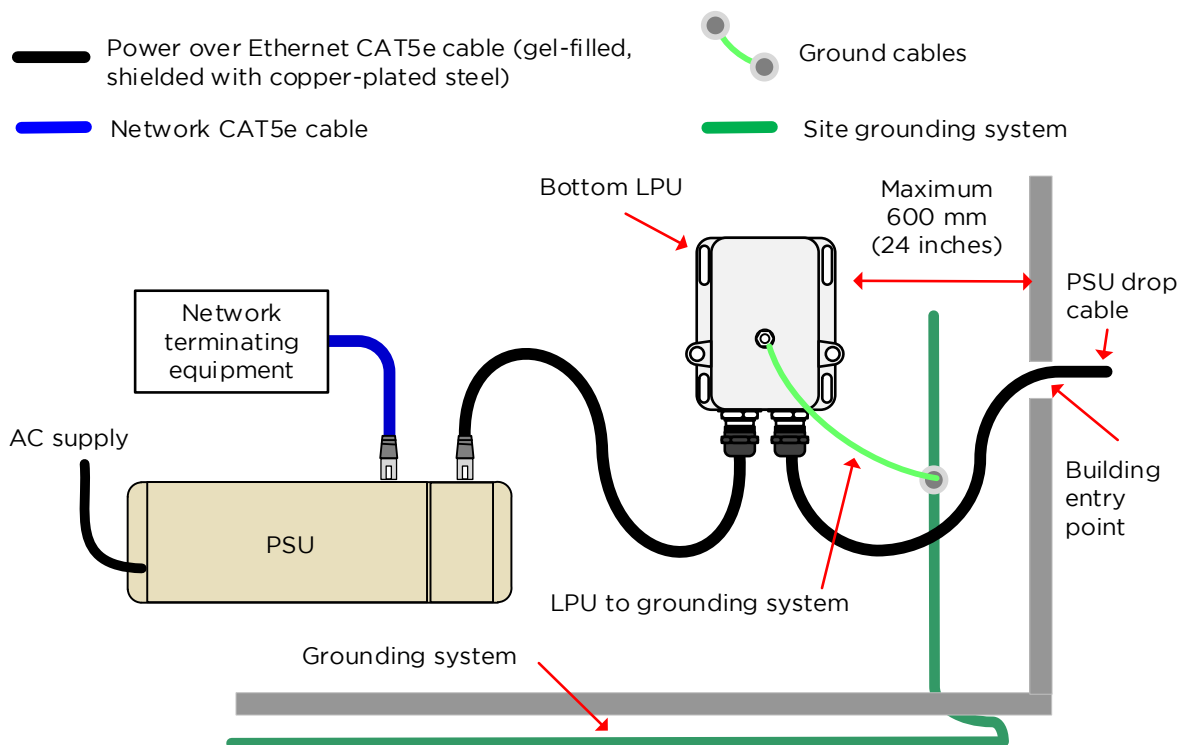 Power over Ethernet CAT5e cable (gel-filled,
shielded with copper-plated steel)
Ground cables
Network CAT5e cable
Site grounding system
Bottom LPU
Maximum
600 mm
(24 inches)
PSU drop
cable
Network
terminating
equipment
AC supply
Building
entry
point
PSU
LPU to grounding system
Grounding system